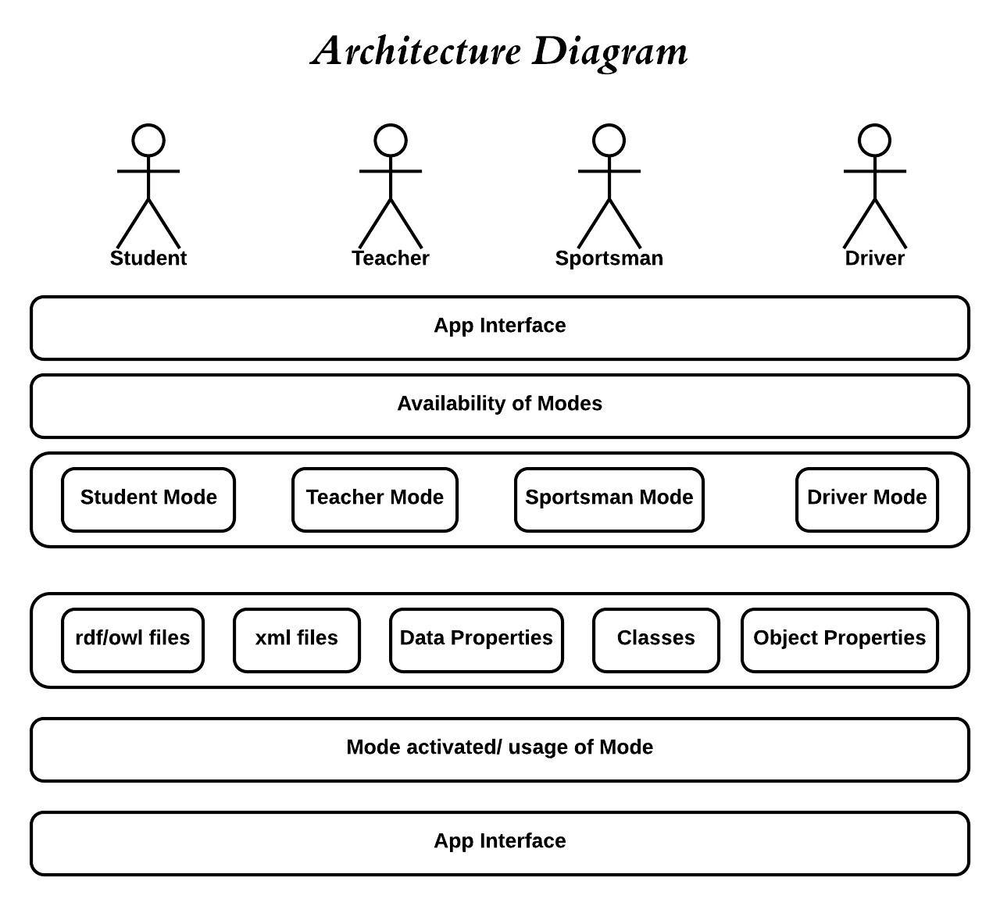 Architecture Diagram
Student
Teacher
Sportsman
Driver
App Interface
Availability of Modes
Student Mode
Teacher Mode
Sportsman Mode
Driver Mode
rdf/owl files
xml files
Data Properties
Classes
Object Properties
Mode activated/ usage of Mode
App Interface